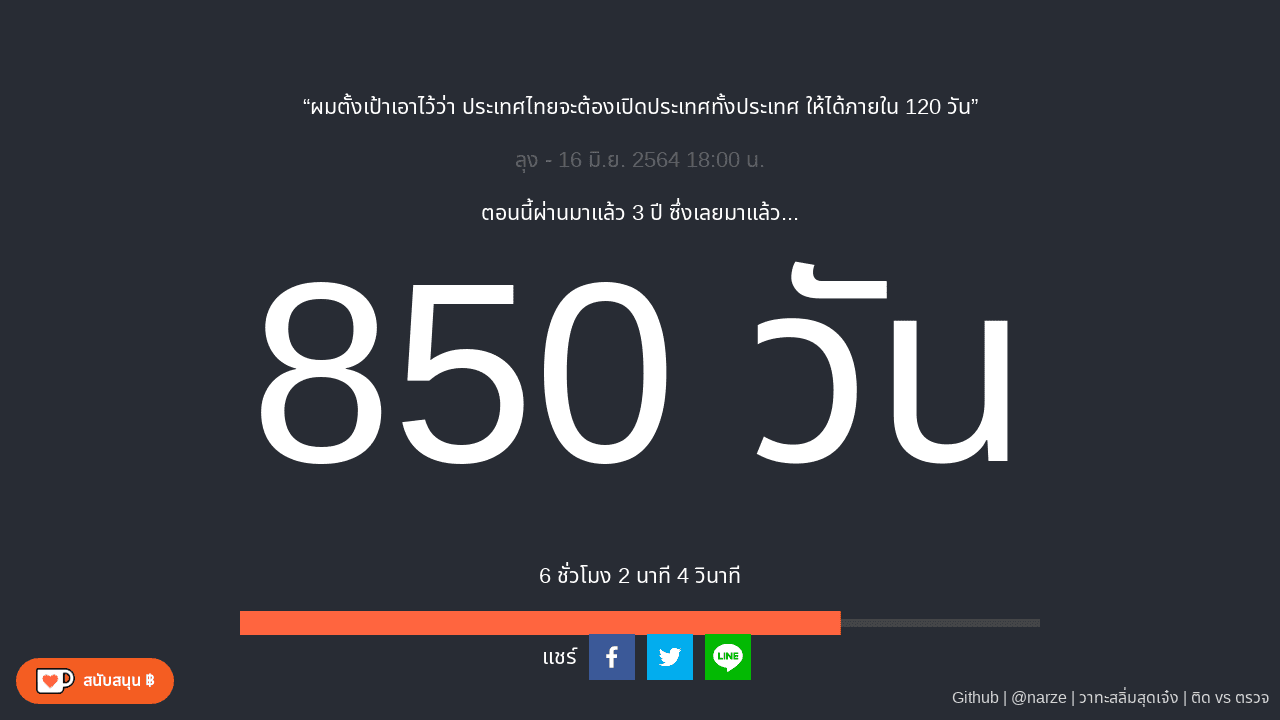 “ผมตั้งเป้าเอาไว้ว่า ประเทศไทยจะต้องเปิดประเทศทั้งประเทศ ให้ได้ภายใน 120 วัน”
ลุง - 16 มิ.ย. 2564 18:00 น.
ตอนนี้ผ่านมาแล้ว 3 ปี ซึ่งเลยมาแล้ว...
850 วัน
6 ชั่วโมง 2 นาที 4 วินาที
แชร์
LINE
สนับสนุน ฿
Github | @narze | วาทะสลิ่มสุดเจ๋ง | ติด vs ตรวจ